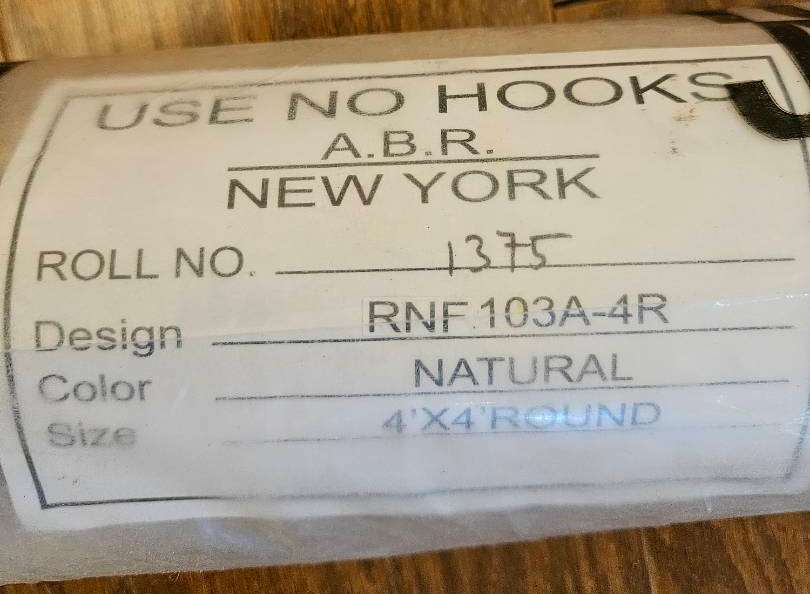 USE NO HOOKS
A.B.R.
NEW YORK
ROLL NO. 1375
Design RNF 103A-4R
Color NATURAL
Size 4'X4'ROUND